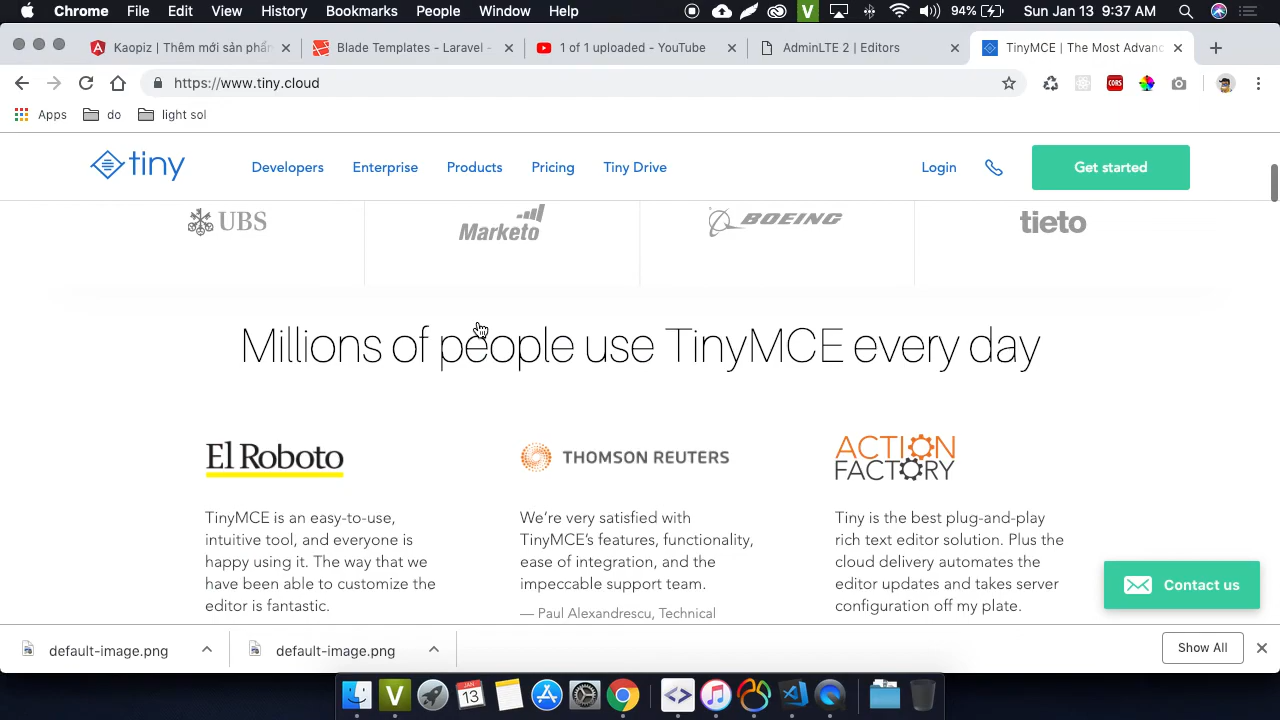 Chrome File Edit View History Bookmarks People Window Help 94% Sun Jan 13 9:37 AM
Kaopiz | Thêm mới sản phẩn
Blade Templates - Laravel -
1 of 1 uploaded - YouTube
AdminLTE 2 | Editors
TinyMCE | The Most Advanc
https://www.tiny.cloud
CORS
Apps do light sol
tiny Developers Enterprise Products Pricing Tiny Drive Login Get started
UBS Marketo BOEING tieto
Millions of people use TinyMCE every day
El Roboto
THOMSON REUTERS
ACTION
FACTORY
TinyMCE is an easy-to-use,
intuitive tool, and everyone is
happy using it. The way that we
have been able to customize the
editor is fantastic.
We're very satisfied with
TinyMCE's features, functionality,
ease of integration, and the
impeccable support team.
— Paul Alexandrescu, Technical
Tiny is the best plug-and-play
rich text editor solution. Plus the
cloud delivery automates the
editor updates and takes server
configuration off my plate.
Contact us
default-image.png default-image.png Show All
JAN
13